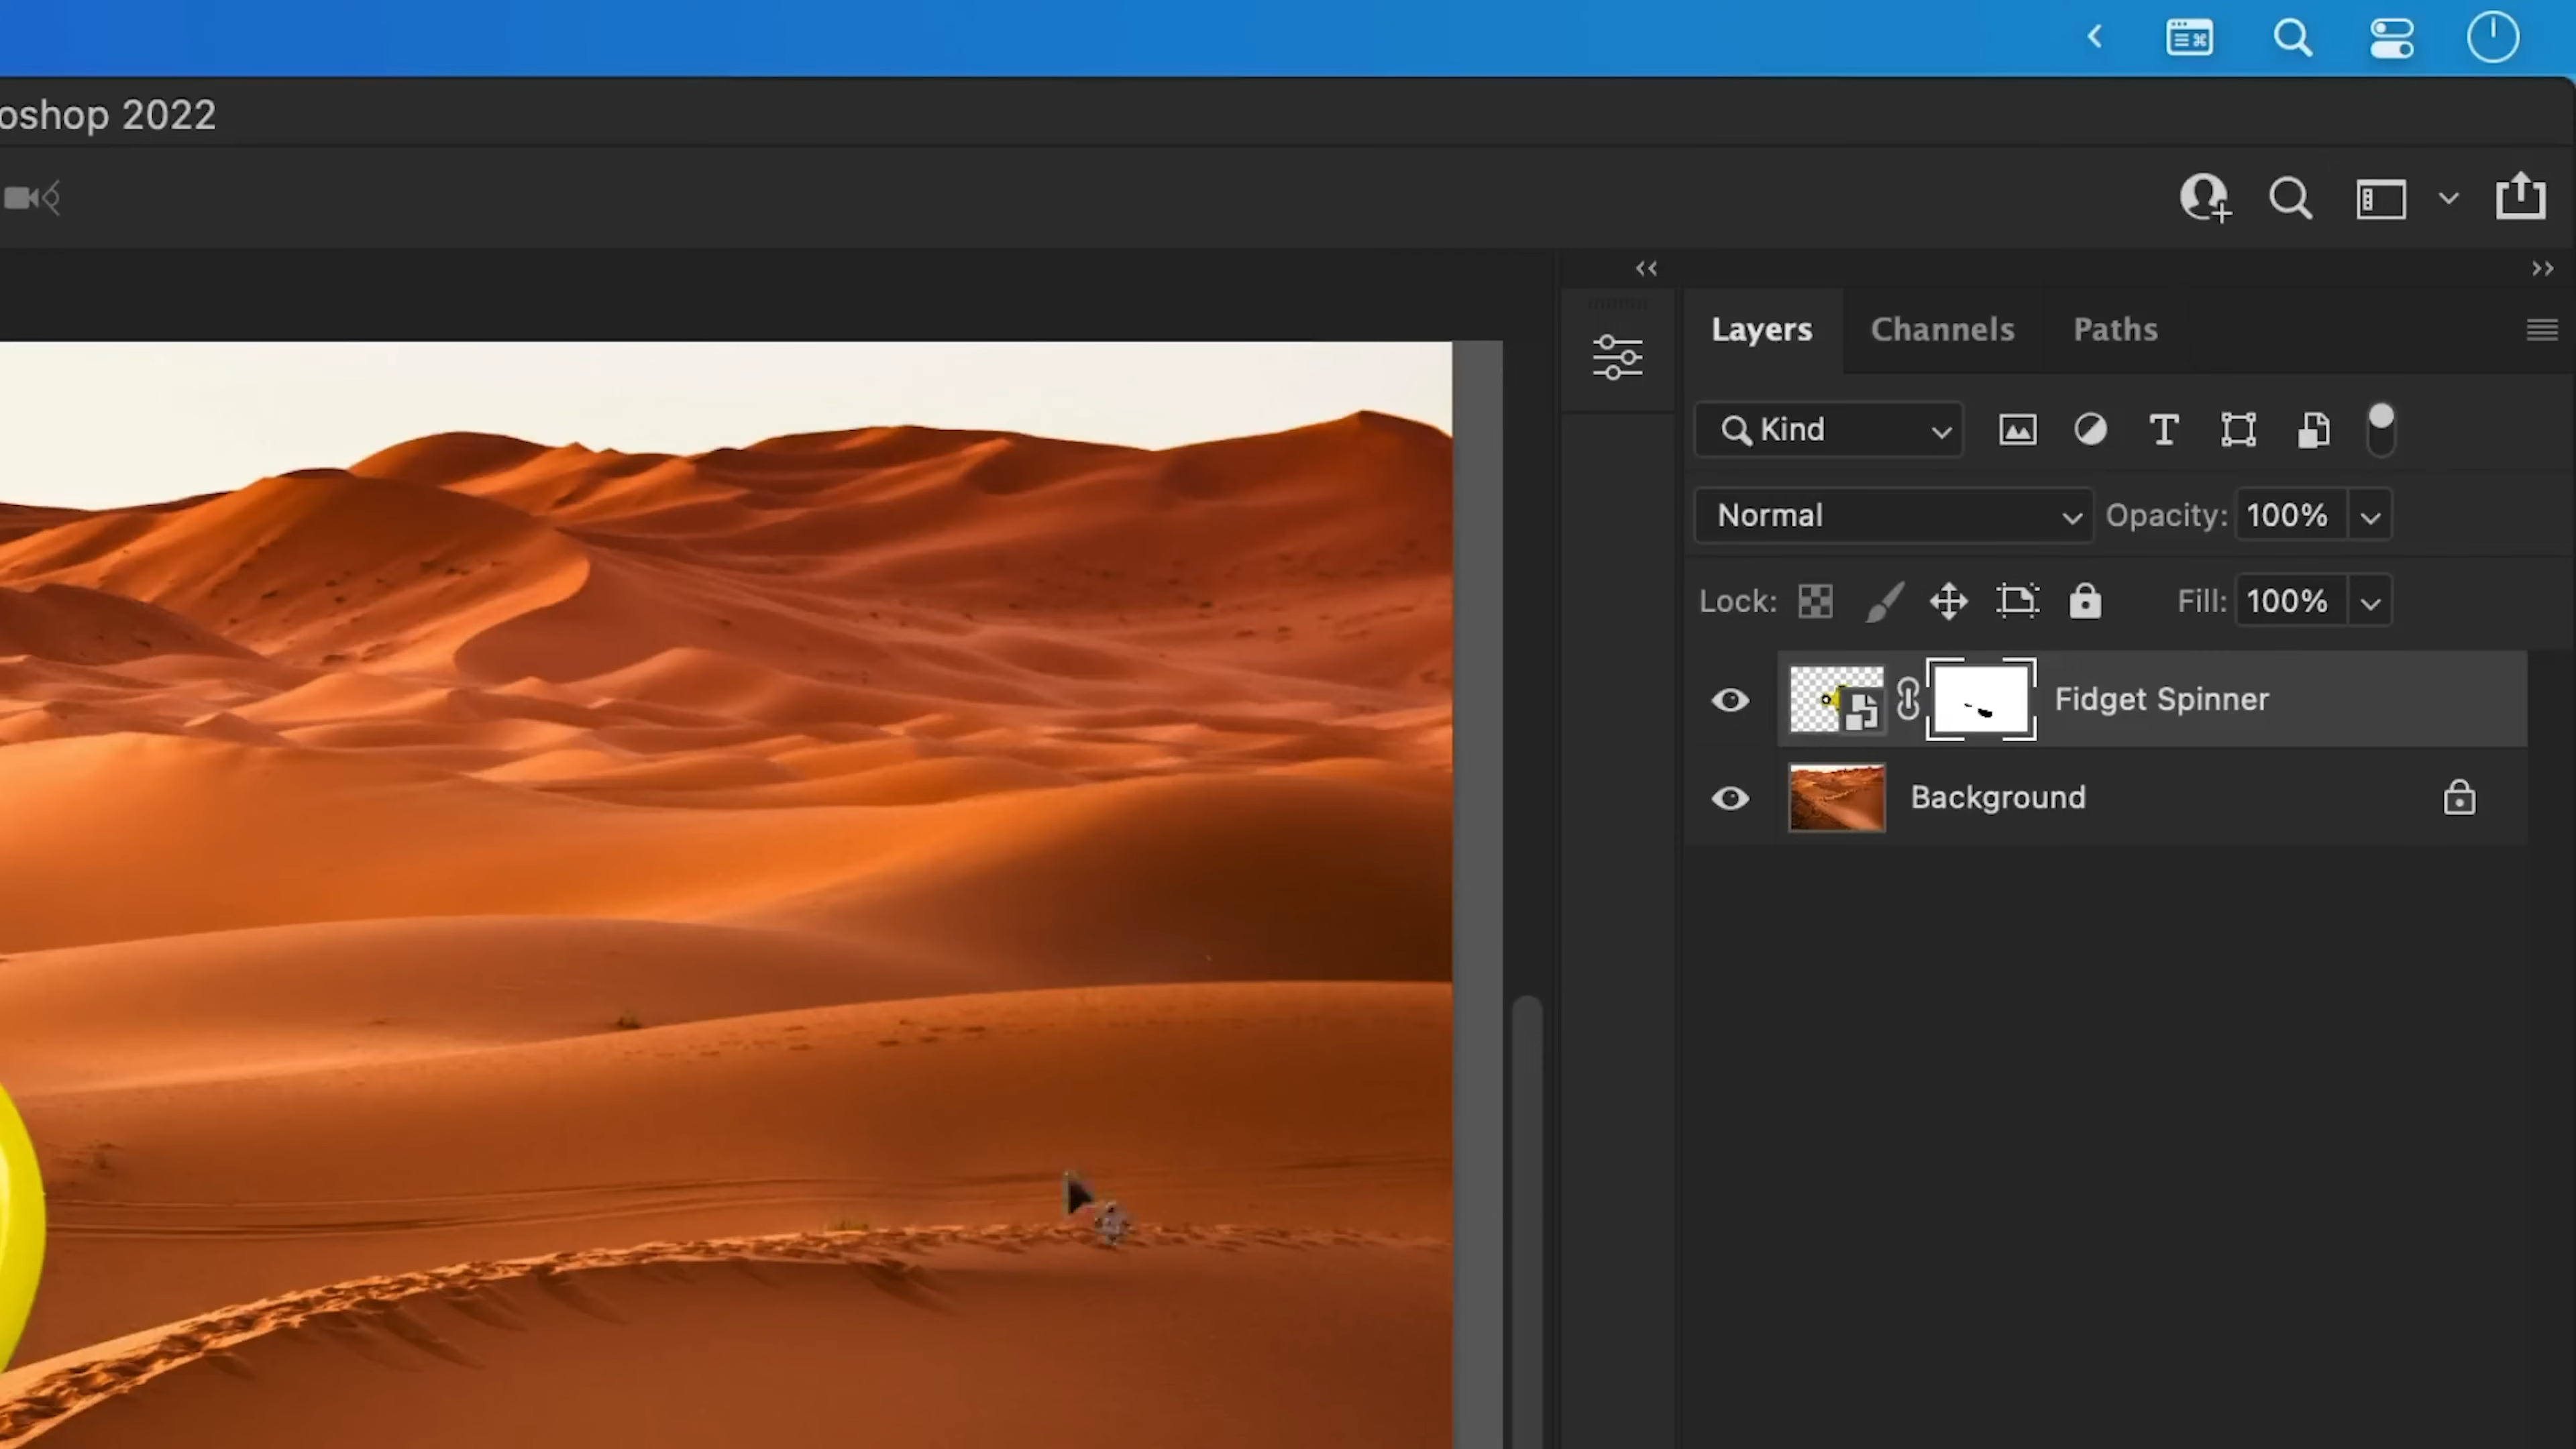 oshop 2022
Layers Channels Paths
Kind
Normal Opacity: 100%
Lock: Fill: 100%
Fidget Spinner
Background